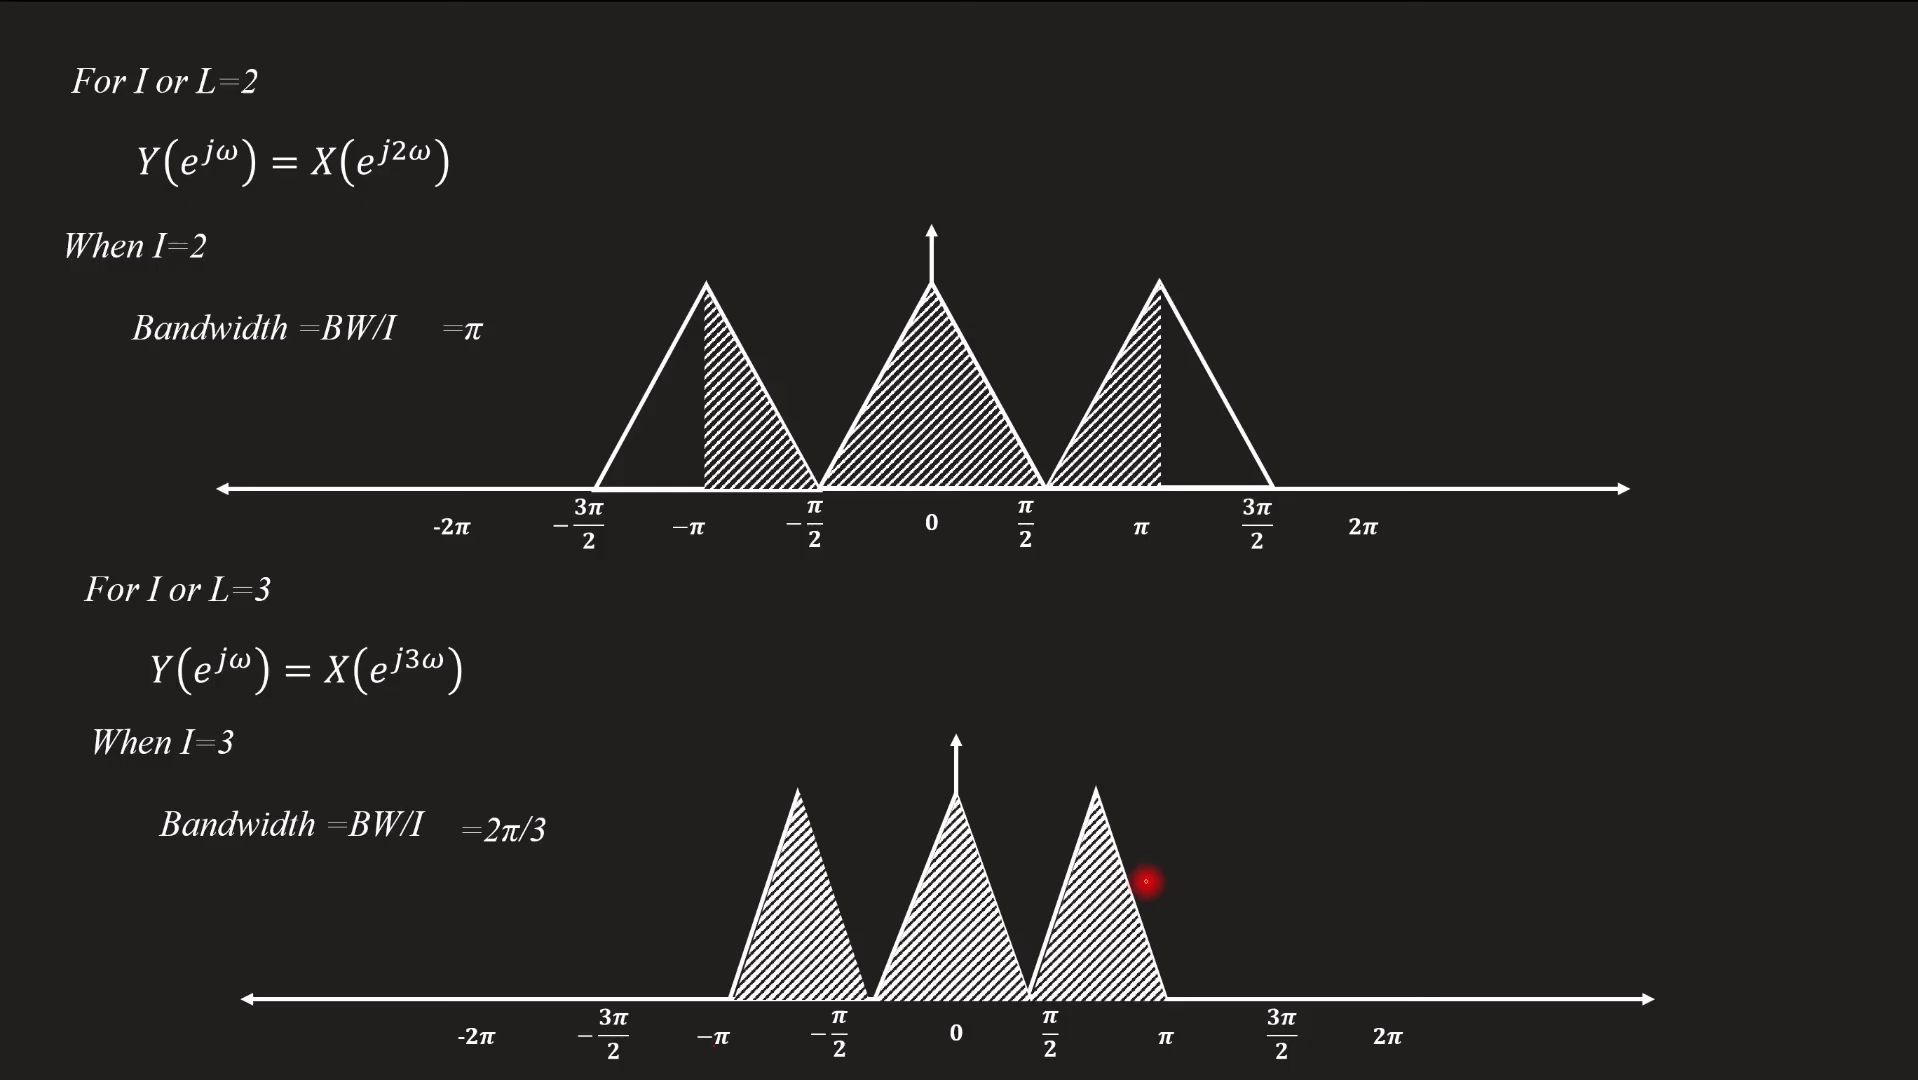 For I or L=2
Y(e^{jω}) = X(e^{j2ω})
When I=2
Bandwidth =BW/I =π
-2π −3π/2 −π −π/2 0 π/2 π 3π/2 2π
For I or L=3
Y(e^{jω}) = X(e^{j3ω})
When I=3
Bandwidth =BW/I =2π/3
-2π −3π/2 −π −π/2 0 π/2 π 3π/2 2π